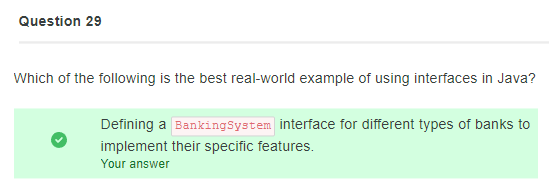 Question 29
Which of the following is the best real-world example of using interfaces in Java?
Defining a BankingSystem interface for different types of banks to
implement their specific features.
Your answer